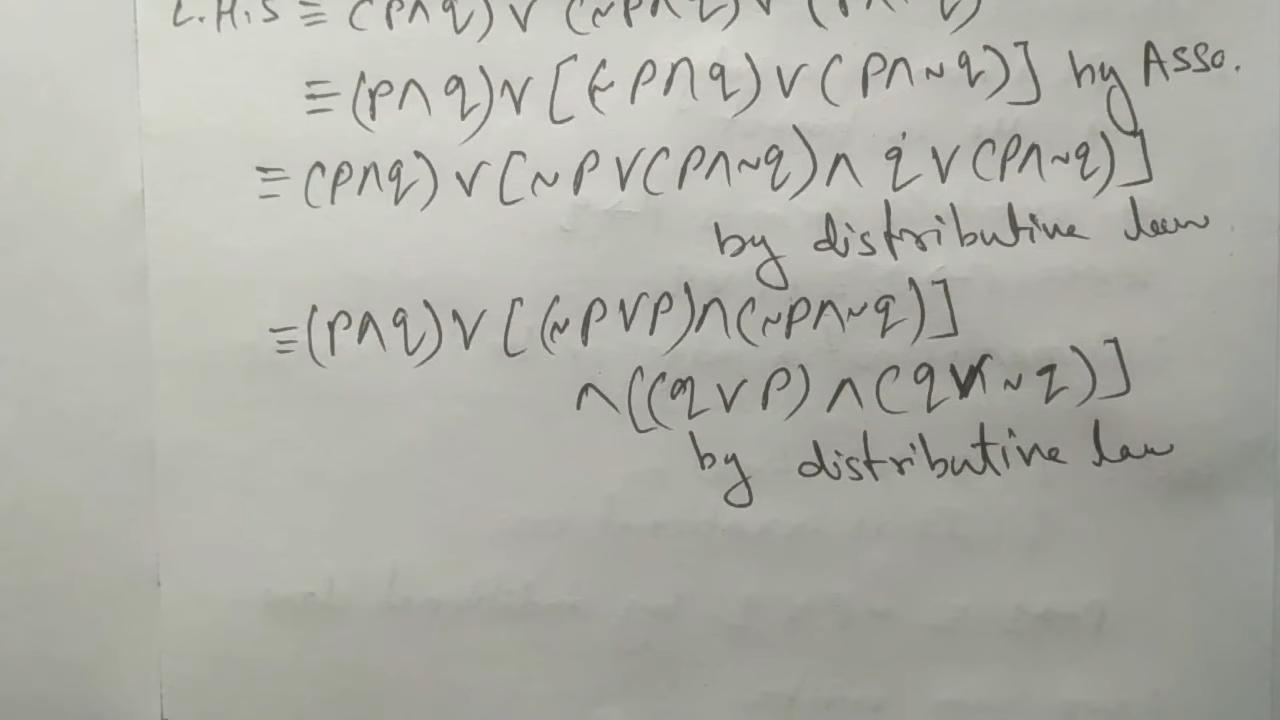 L.H.S ≡ (p∧q)∨(~p∧q)∨(p∧~q)
≡(p∧q)∨[(~p∧q)∨(p∧~q)] by Asso.
≡(p∧q)∨[~p∨(p∧~q)∧q∨(p∧~q)]
by distributive law
≡(p∧q)∨[(~p∨p)∧(~p∧~q)]
∧[(q∨p)∧(q∨~q)]
by distributive law